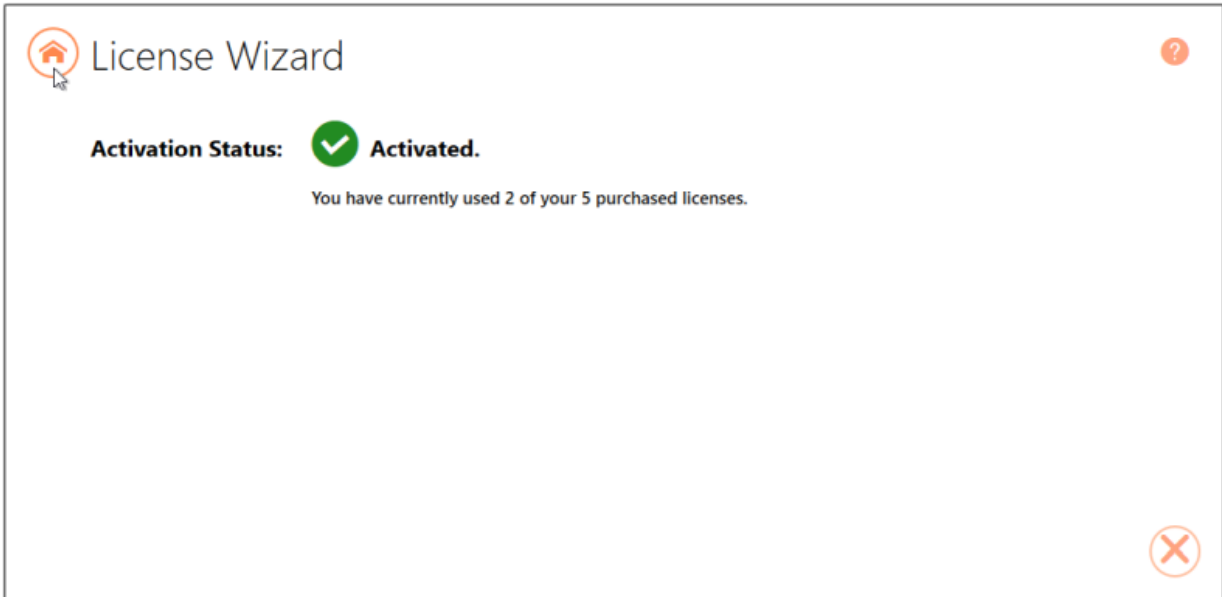 License Wizard
?
Activation Status:
Activated.
You have currently used 2 of your 5 purchased licenses.